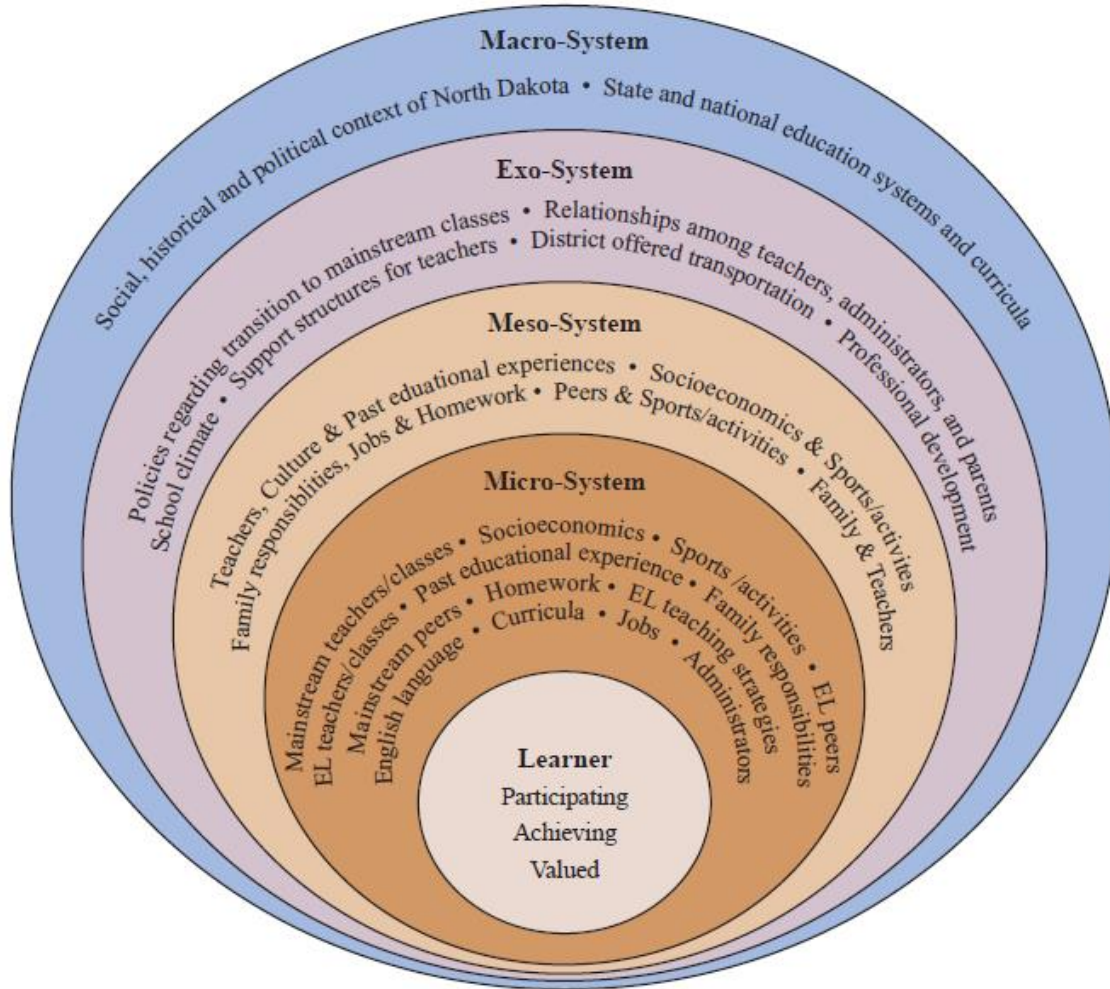 Macro-System
Social, historical and political context of North Dakota • State and national education systems and curricula
Exo-System
Policies regarding transition to mainstream classes • Relationships among teachers, administrators, and parents
School climate • Support structures for teachers • District offered transportation • Professional development
Meso-System
Teachers, Culture & Past eduational experiences • Socioeconomics & Sports/activites
Family responsiblities, Jobs & Homework • Peers & Sports/activities • Family & Teachers
Micro-System
Mainstream teachers/classes • Socioeconomics • Sports /activities • EL peers
EL teachers/classes • Past educational experience • Family responsibilities
Mainstream peers • Homework • EL teaching strategies
English language • Curricula • Jobs • Administrators
Learner
Participating
Achieving
Valued